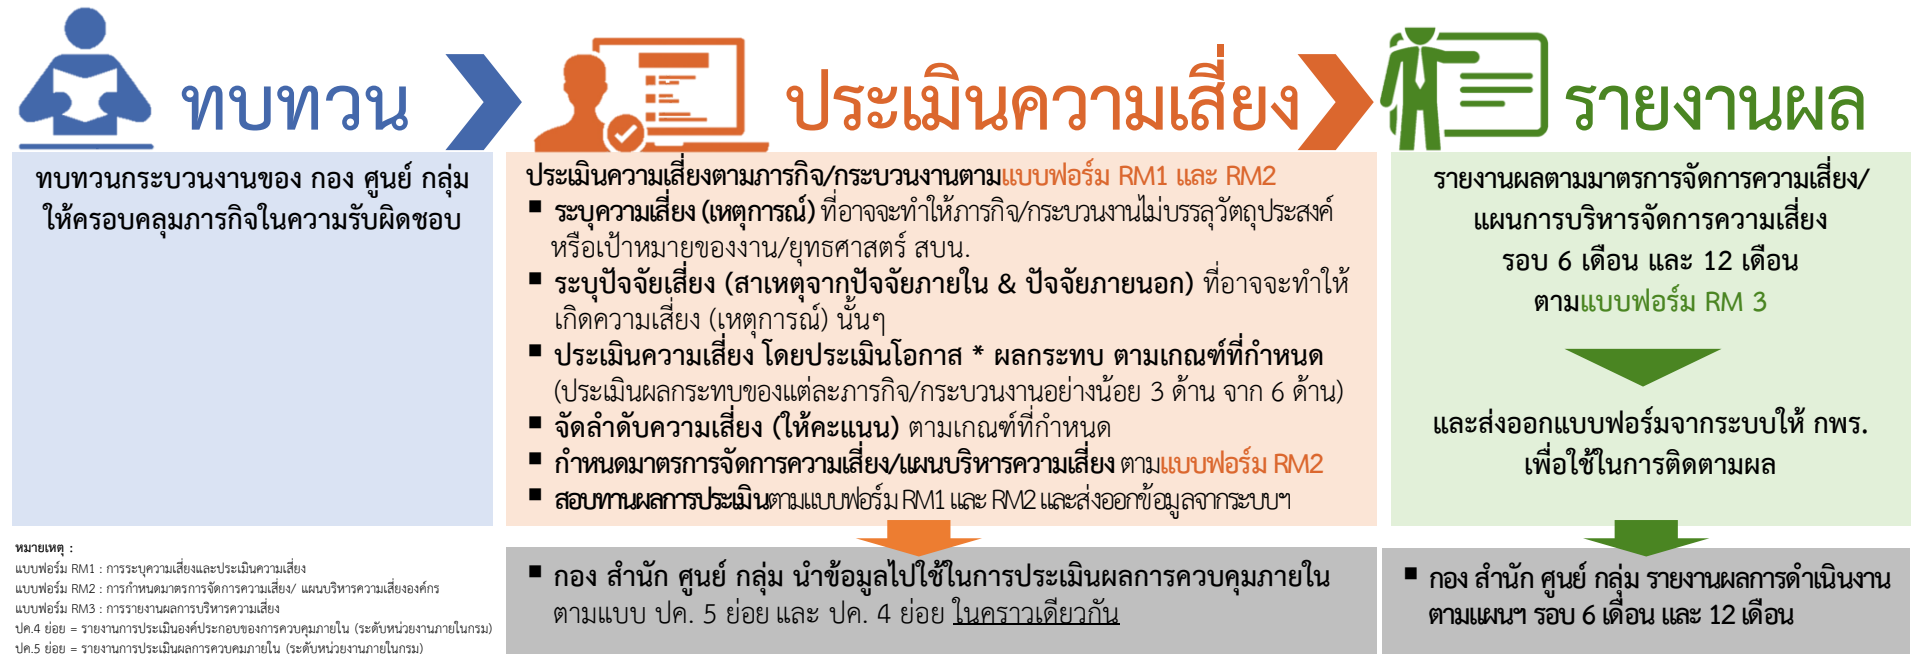 ทบทวน
ประเมินความเสี่ยง
รายงานผล
ทบทวนกระบวนงานของ กอง ศูนย์ กลุ่ม
ให้ครอบคลุมภารกิจในความรับผิดชอบ
ประเมินความเสี่ยงตามภารกิจ/กระบวนงานตามแบบฟอร์ม RM1 และ RM2
▪ ระบุความเสี่ยง (เหตุการณ์) ที่อาจจะทำให้ภารกิจ/กระบวนงานไม่บรรลุวัตถุประสงค์
หรือเป้าหมายของงาน/ยุทธศาสตร์ สบน.
▪ ระบุปัจจัยเสี่ยง (สาเหตุจากปัจจัยภายใน & ปัจจัยภายนอก) ที่อาจจะทำให้
เกิดความเสี่ยง (เหตุการณ์) นั้นๆ
▪ ประเมินความเสี่ยง โดยประเมินโอกาส * ผลกระทบ ตามเกณฑ์ที่กำหนด
(ประเมินผลกระทบของแต่ละภารกิจ/กระบวนงานอย่างน้อย 3 ด้าน จาก 6 ด้าน)
▪ จัดลำดับความเสี่ยง (ให้คะแนน) ตามเกณฑ์ที่กำหนด
▪ กำหนดมาตรการจัดการความเสี่ยง/แผนบริหารความเสี่ยง ตามแบบฟอร์ม RM2
▪ สอบทานผลการประเมินตามแบบฟอร์ม RM1 และ RM2 และส่งออกข้อมูลจากระบบฯ
รายงานผลตามมาตรการจัดการความเสี่ยง/
แผนการบริหารจัดการความเสี่ยง
รอบ 6 เดือน และ 12 เดือน
ตามแบบฟอร์ม RM 3
และส่งออกแบบฟอร์มจากระบบให้ กพร.
เพื่อใช้ในการติดตามผล
▪ กอง สำนัก ศูนย์ กลุ่ม นำข้อมูลไปใช้ในการประเมินผลการควบคุมภายใน
ตามแบบ ปค. 5 ย่อย และ ปค. 4 ย่อย ในคราวเดียวกัน
▪ กอง สำนัก ศูนย์ กลุ่ม รายงานผลการดำเนินงาน
ตามแผนฯ รอบ 6 เดือน และ 12 เดือน
หมายเหตุ :
แบบฟอร์ม RM1 : การระบุความเสี่ยงและประเมินความเสี่ยง
แบบฟอร์ม RM2 : การกำหนดมาตรการจัดการความเสี่ยง/ แผนบริหารความเสี่ยงองค์กร
แบบฟอร์ม RM3 : การรายงานผลการบริหารความเสี่ยง
ปค.4 ย่อย = รายงานการประเมินองค์ประกอบของการควบคุมภายใน (ระดับหน่วยงานภายในกรม)
ปค.5 ย่อย = รายงานการประเมินผลการควบคุมภายใน (ระดับหน่วยงานภายในกรม)